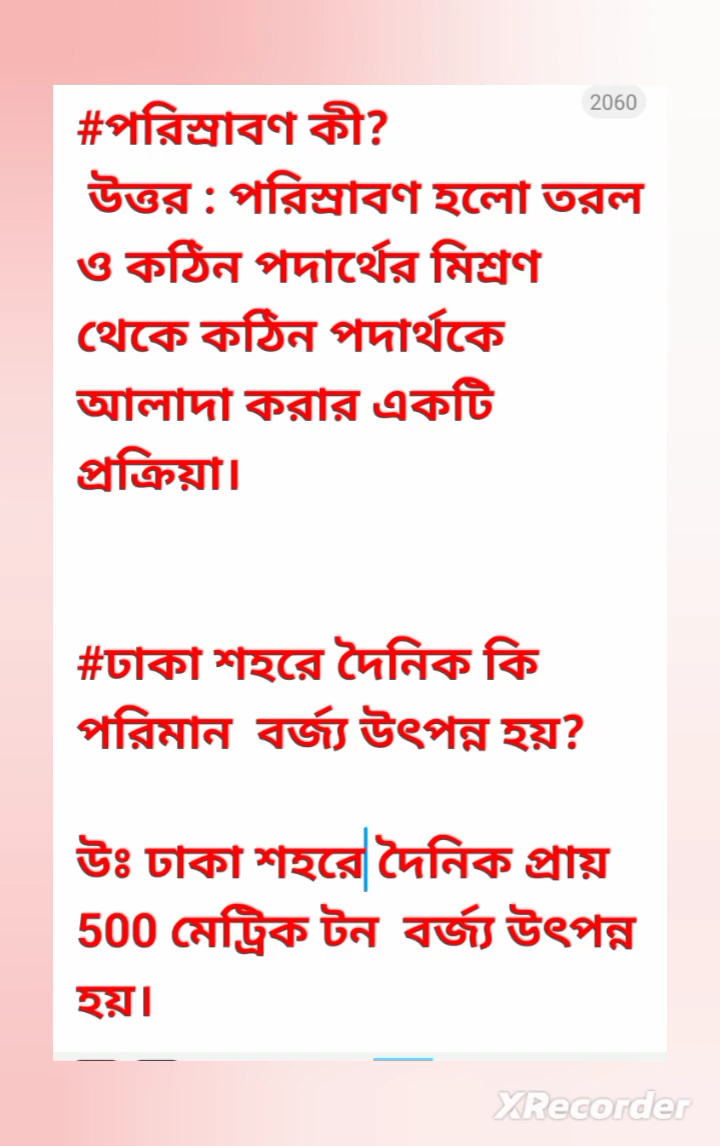 2060
#পরিস্রাবণ কী?
উত্তর : পরিস্রাবণ হলো তরল
ও কঠিন পদার্থের মিশ্রণ
থেকে কঠিন পদার্থকে
আলাদা করার একটি
প্রক্রিয়া।
#ঢাকা শহরে দৈনিক কি
পরিমান বর্জ্য উৎপন্ন হয়?
উঃ ঢাকা শহরে দৈনিক প্রায়
500 মেট্রিক টন বর্জ্য উৎপন্ন
হয়।
XRecorder